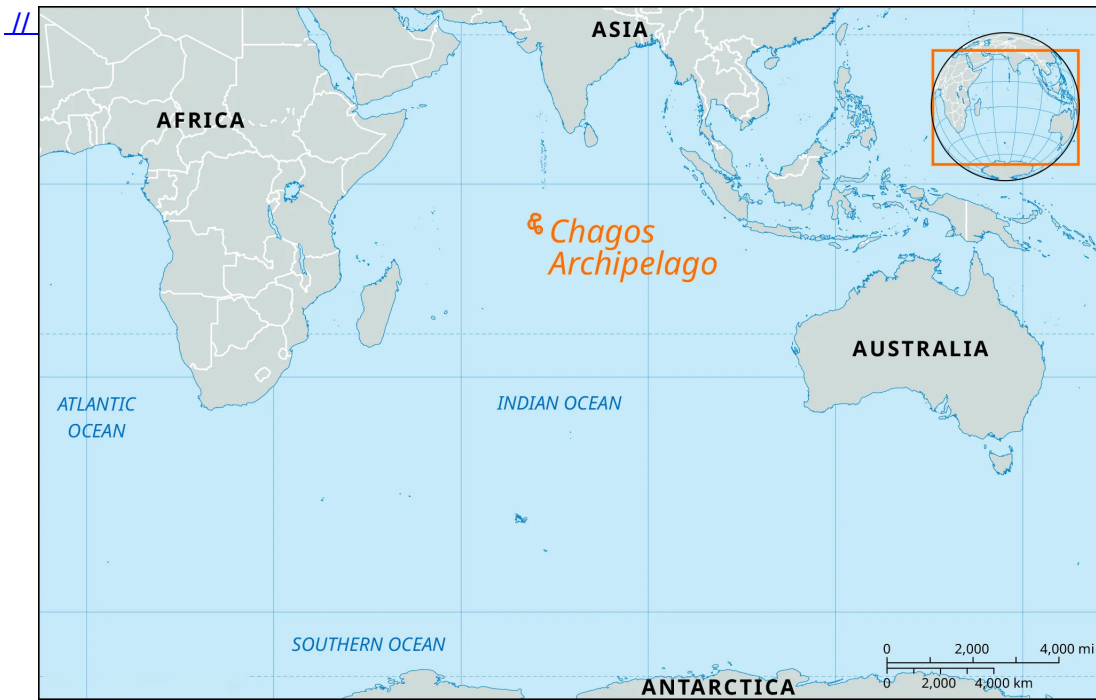 //
ASIA
AFRICA
Chagos
Archipelago
AUSTRALIA
ATLANTIC
OCEAN
INDIAN OCEAN
SOUTHERN OCEAN
0 2,000 4,000 mi
0 2,000 4,000 km
ANTARCTICA